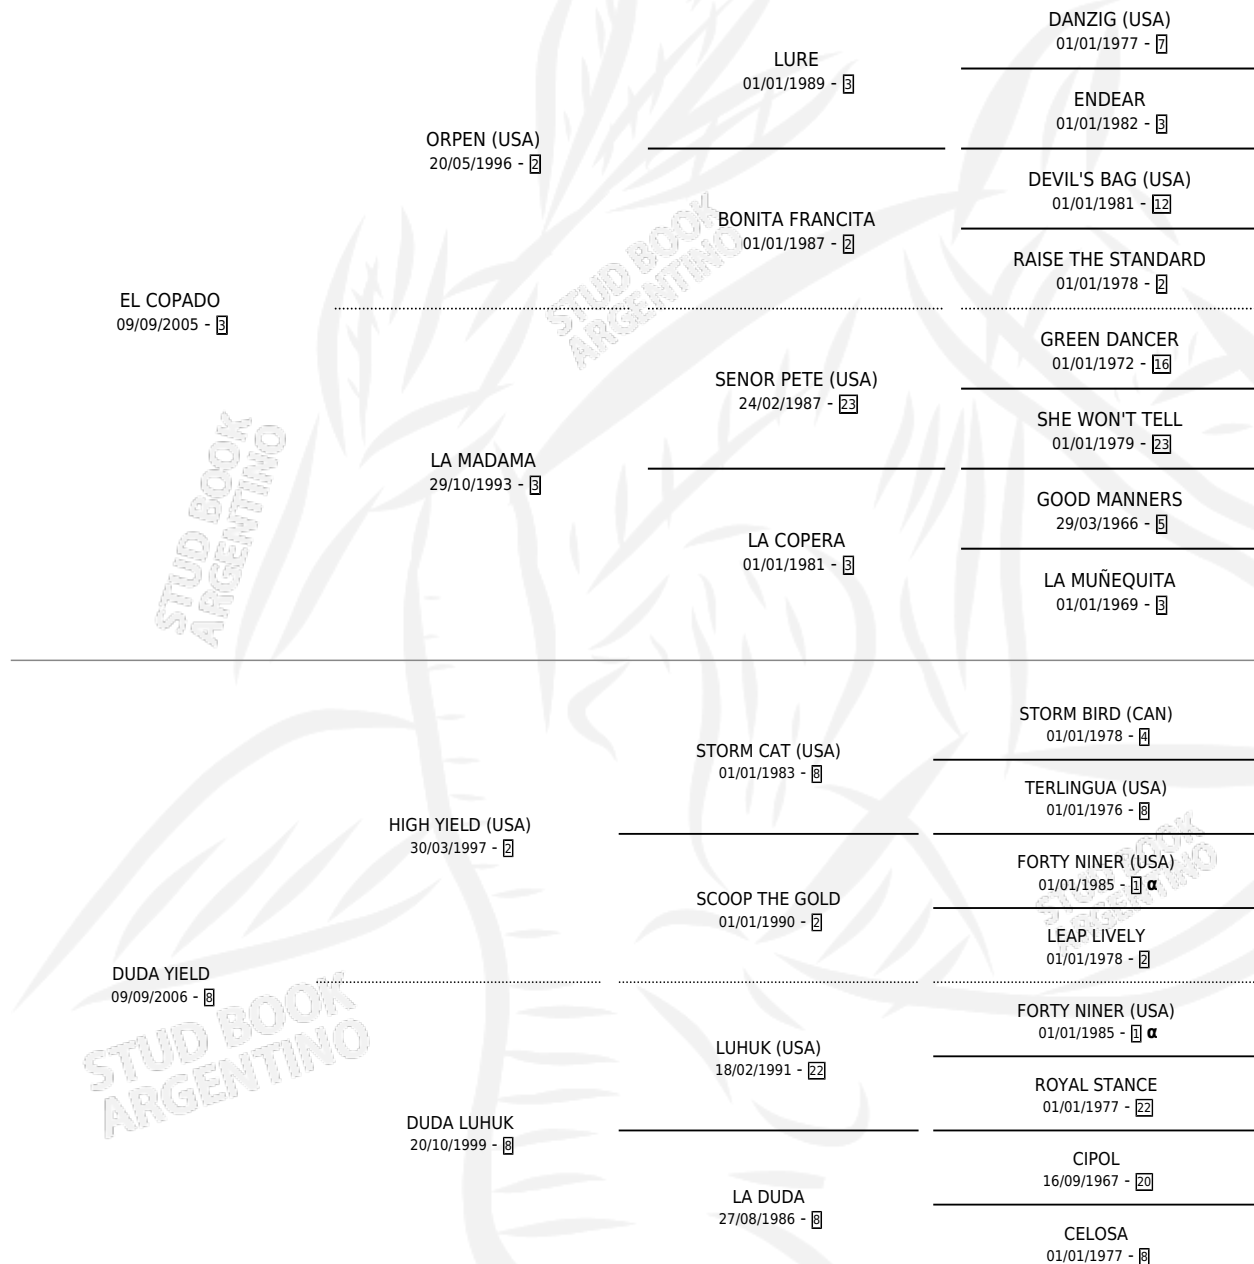 DANZIG (USA)
01/01/1977 - 7
LURE
01/01/1989 - 3
ENDEAR
01/01/1982 - 3
ORPEN (USA)
20/05/1996 - 2
DEVIL'S BAG (USA)
01/01/1981 - 12
BONITA FRANCITA
01/01/1987 - 2
RAISE THE STANDARD
01/01/1978 - 2
EL COPADO
09/09/2005 - 3
GREEN DANCER
01/01/1972 - 16
SENOR PETE (USA)
24/02/1987 - 23
SHE WON'T TELL
01/01/1979 - 23
LA MADAMA
29/10/1993 - 3
GOOD MANNERS
29/03/1966 - 5
LA COPERA
01/01/1981 - 3
LA MUÑEQUITA
01/01/1969 - 3
STORM BIRD (CAN)
01/01/1978 - 4
STORM CAT (USA)
01/01/1983 - 8
TERLINGUA (USA)
01/01/1976 - 8
HIGH YIELD (USA)
30/03/1997 - 2
FORTY NINER (USA)
01/01/1985 - 1 α
SCOOP THE GOLD
01/01/1990 - 2
LEAP LIVELY
01/01/1978 - 2
DUDA YIELD
09/09/2006 - 8
FORTY NINER (USA)
01/01/1985 - 1 α
LUHUK (USA)
18/02/1991 - 22
ROYAL STANCE
01/01/1977 - 22
DUDA LUHUK
20/10/1999 - 8
CIPOL
16/09/1967 - 20
LA DUDA
27/08/1986 - 8
CELOSA
01/01/1977 - 8
STUD BOOK
ARGENTINO
STUD BOOK
ARGENTINO
STUD BOOK
ARGENTINO
STUD BOOK
ARGENTINO